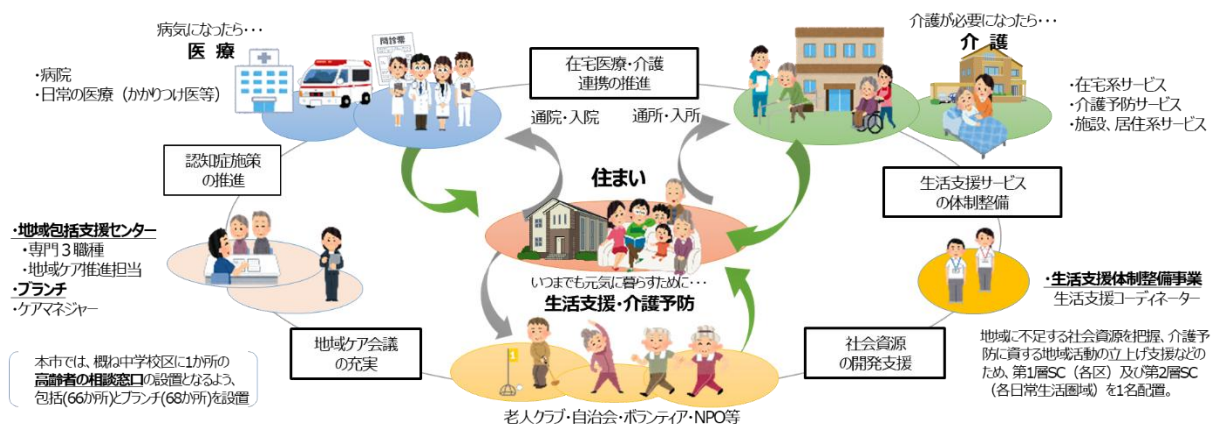 病気になったら･･･
医 療
問診票
・病院
・日常の医療（かかりつけ医等）
在宅医療・介護
連携の推進
通院・入院
通所・入所
介護が必要になったら･･･
介 護
・在宅系サービス
・介護予防サービス
・施設、居住系サービス
認知症施策
の推進
住まい
生活支援サービス
の体制整備
・地域包括支援センター
・専門３職種
・地域ケア推進担当
・ブランチ
・ケアマネジャー
いつまでも元気に暮らすために･･･
生活支援・介護予防
1
・生活支援体制整備事業
生活支援コーディネーター
地域ケア会議
の充実
社会資源
の開発支援
本市では、概ね中学校区に1か所の
高齢者の相談窓口の設置となるよう、
包括(66か所)とブランチ(68か所)を設置
地域に不足する社会資源を把握、介護予
防に資する地域活動の立上げ支援などの
ため、第1層SC（各区）及び第2層SC
（各日常生活圏域）を1名配置。
老人クラブ・自治会・ボランティア・NPO等